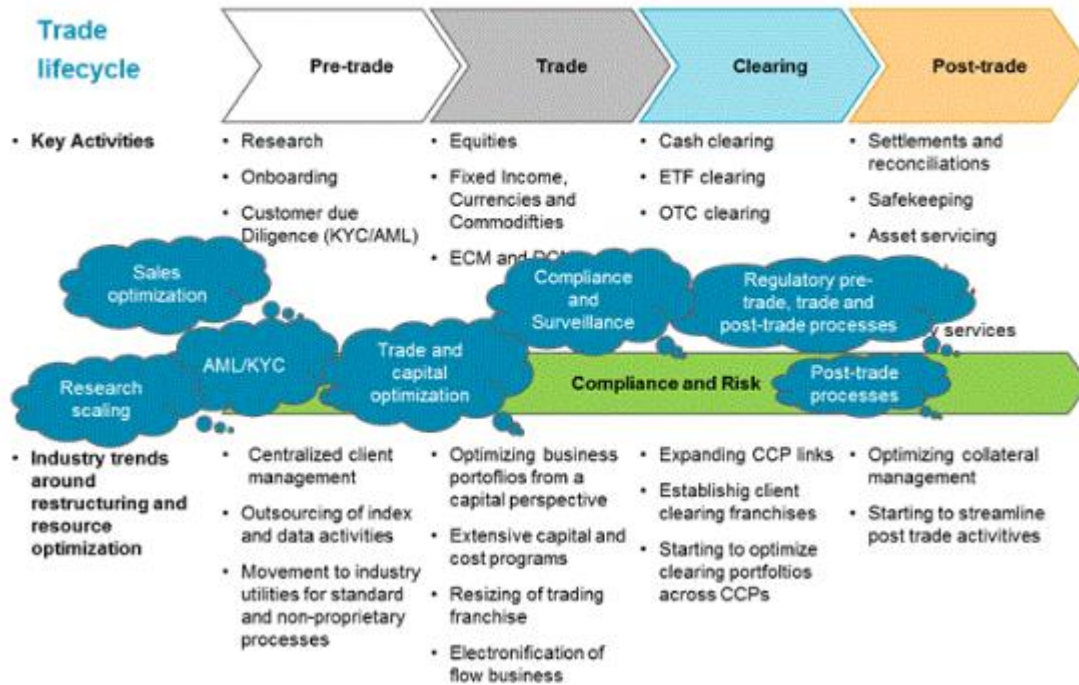 Trade
lifecycle
Pre-trade
Trade
Clearing
Post-trade
• Key Activities
• Research
• Onboarding
• Customer due
Diligence (KYC/AML)
• Equities
• Fixed Income,
Currencies and
Commodifties
• ECM and
• Cash clearing
• ETF clearing
• OTC clearing
• Settlements and
reconciliations
• Safekeeping
• Asset servicing
services
Sales
optimization
Research
scaling
AML/KYC
Trade and
capital
optimization
Compliance
and
Surveillance
Regulatory pre-
trade, trade and
post-trade processes
Compliance and Risk
Post-trade
processes
• Industry trends
around
restructuring and
resource
optimization
• Centralized client
management
• Outsourcing of index
and data activities
• Movement to industry
utilities for standard
and non-proprietary
processes
• Optimizing business
portoflios from a
capital perspective
• Extensive capital and
cost programs
• Resizing of trading
franchise
• Electronification of
flow business
• Expanding CCP links
• Establishig client
clearing franchises
• Starting to optimize
clearing portfoltios
across CCPs
• Optimizing collateral
management
• Starting to streamline
post trade activitives